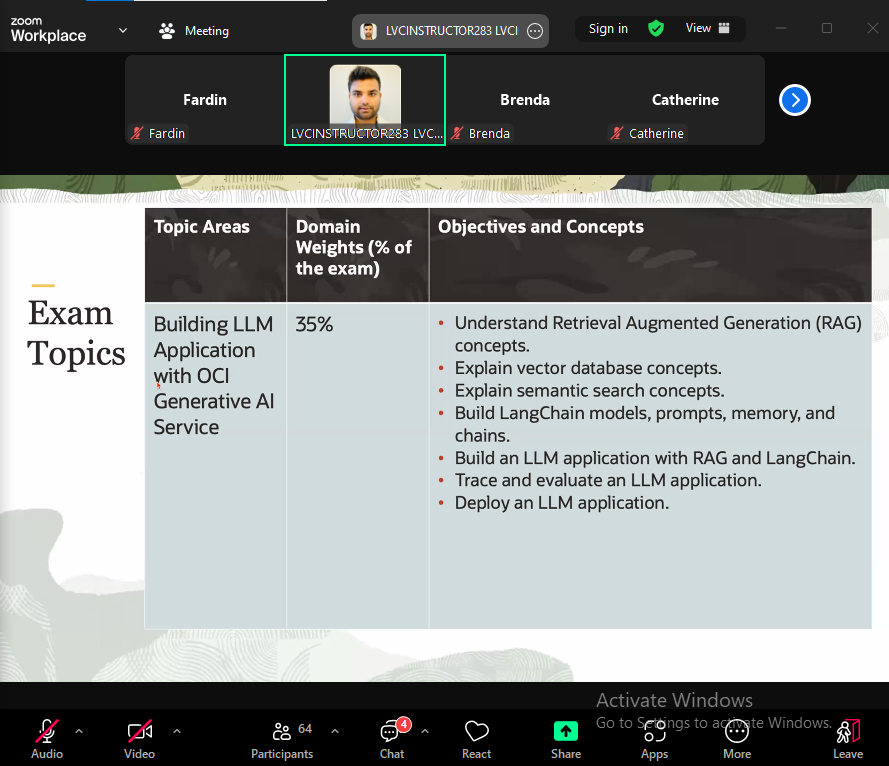 zoom
Workplace
Meeting
LVCINSTRUCTOR283 LVCI
Sign in
View
Fardin
Fardin
LVCINSTRUCTOR283 LVC...
Brenda
Brenda
Catherine
Catherine
Exam
Topics
Topic Areas
Domain
Weights (% of
the exam)
Objectives and Concepts
Building LLM
Application
with OCI
Generative AI
Service
35%
• Understand Retrieval Augmented Generation (RAG)
concepts.
• Explain vector database concepts.
• Explain semantic search concepts.
• Build LangChain models, prompts, memory, and
chains.
• Build an LLM application with RAG and LangChain.
• Trace and evaluate an LLM application.
• Deploy an LLM application.
Activate Windows
Go to Settings to activate Windows.
Audio
Video
64
Participants
4
Chat
React
Share
Apps
More
Leave